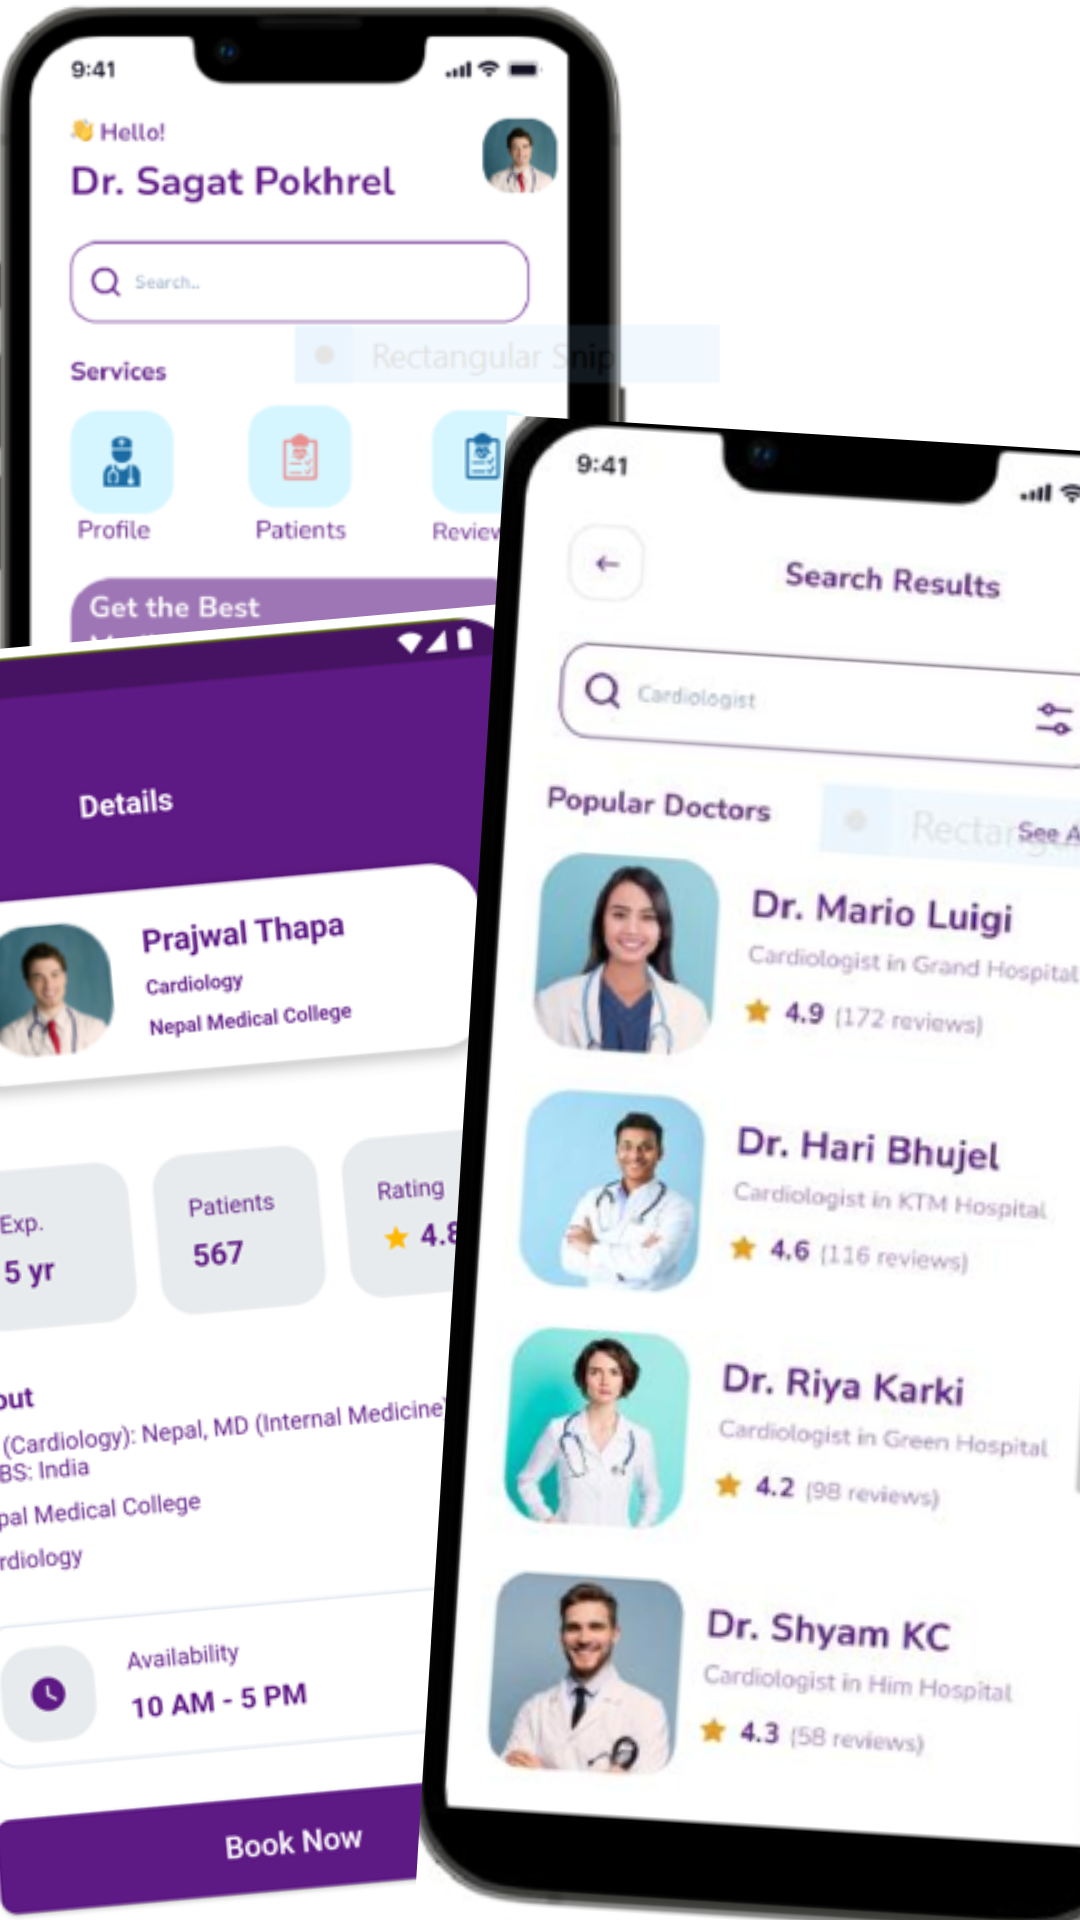 9:41
👋 Hello!
Dr. Sagat Pokhrel
Search..
Rectangular Snip
Services
Profile
Patients
Review
Get the Best
Details
Prajwal Thapa
Cardiology
Nepal Medical College
Exp.
5 yr
Patients
567
Rating
4.8
out
(Cardiology): Nepal, MD (Internal Medicine)
BS: India
pal Medical College
rdiology
Availability
10 AM - 5 PM
Book Now
9:41
Search Results
Cardiologist
Popular Doctors
See A
Dr. Mario Luigi
Cardiologist in Grand Hospital
4.9 (172 reviews)
Dr. Hari Bhujel
Cardiologist in KTM Hospital
4.6 (116 reviews)
Dr. Riya Karki
Cardiologist in Green Hospital
4.2 (98 reviews)
Dr. Shyam KC
Cardiologist in Him Hospital
4.3 (58 reviews)